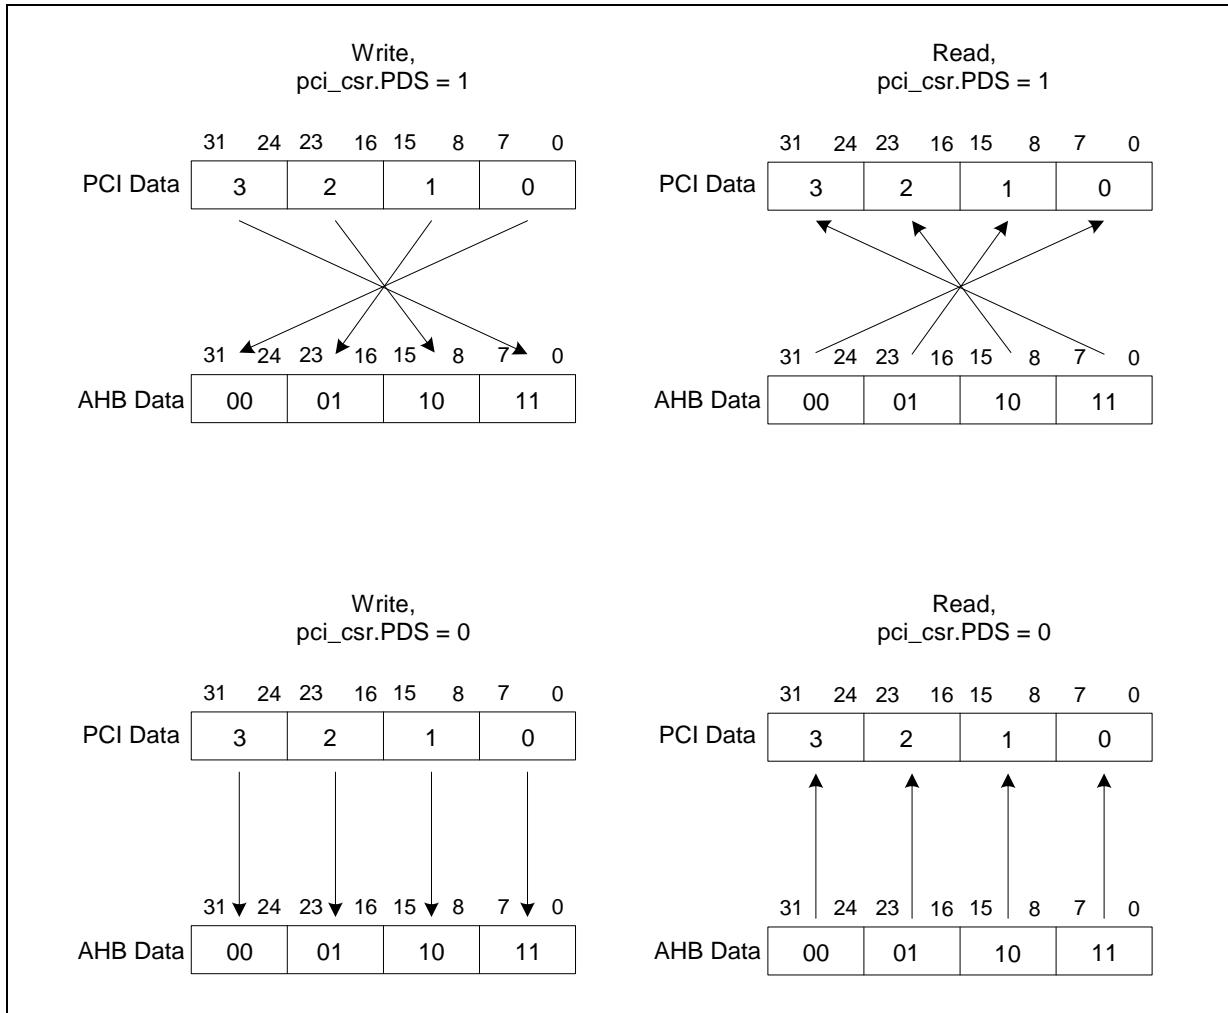 Write,
pci_csr.PDS = 1
31 24 23 16 15 8 7 0
PCI Data 3 2 1 0
31 24 23 16 15 8 7 0
AHB Data 00 01 10 11
Read,
pci_csr.PDS = 1
31 24 23 16 15 8 7 0
PCI Data 3 2 1 0
31 24 23 16 15 8 7 0
AHB Data 00 01 10 11
Write,
pci_csr.PDS = 0
31 24 23 16 15 8 7 0
PCI Data 3 2 1 0
31 24 23 16 15 8 7 0
AHB Data 00 01 10 11
Read,
pci_csr.PDS = 0
31 24 23 16 15 8 7 0
PCI Data 3 2 1 0
31 24 23 16 15 8 7 0
AHB Data 00 01 10 11